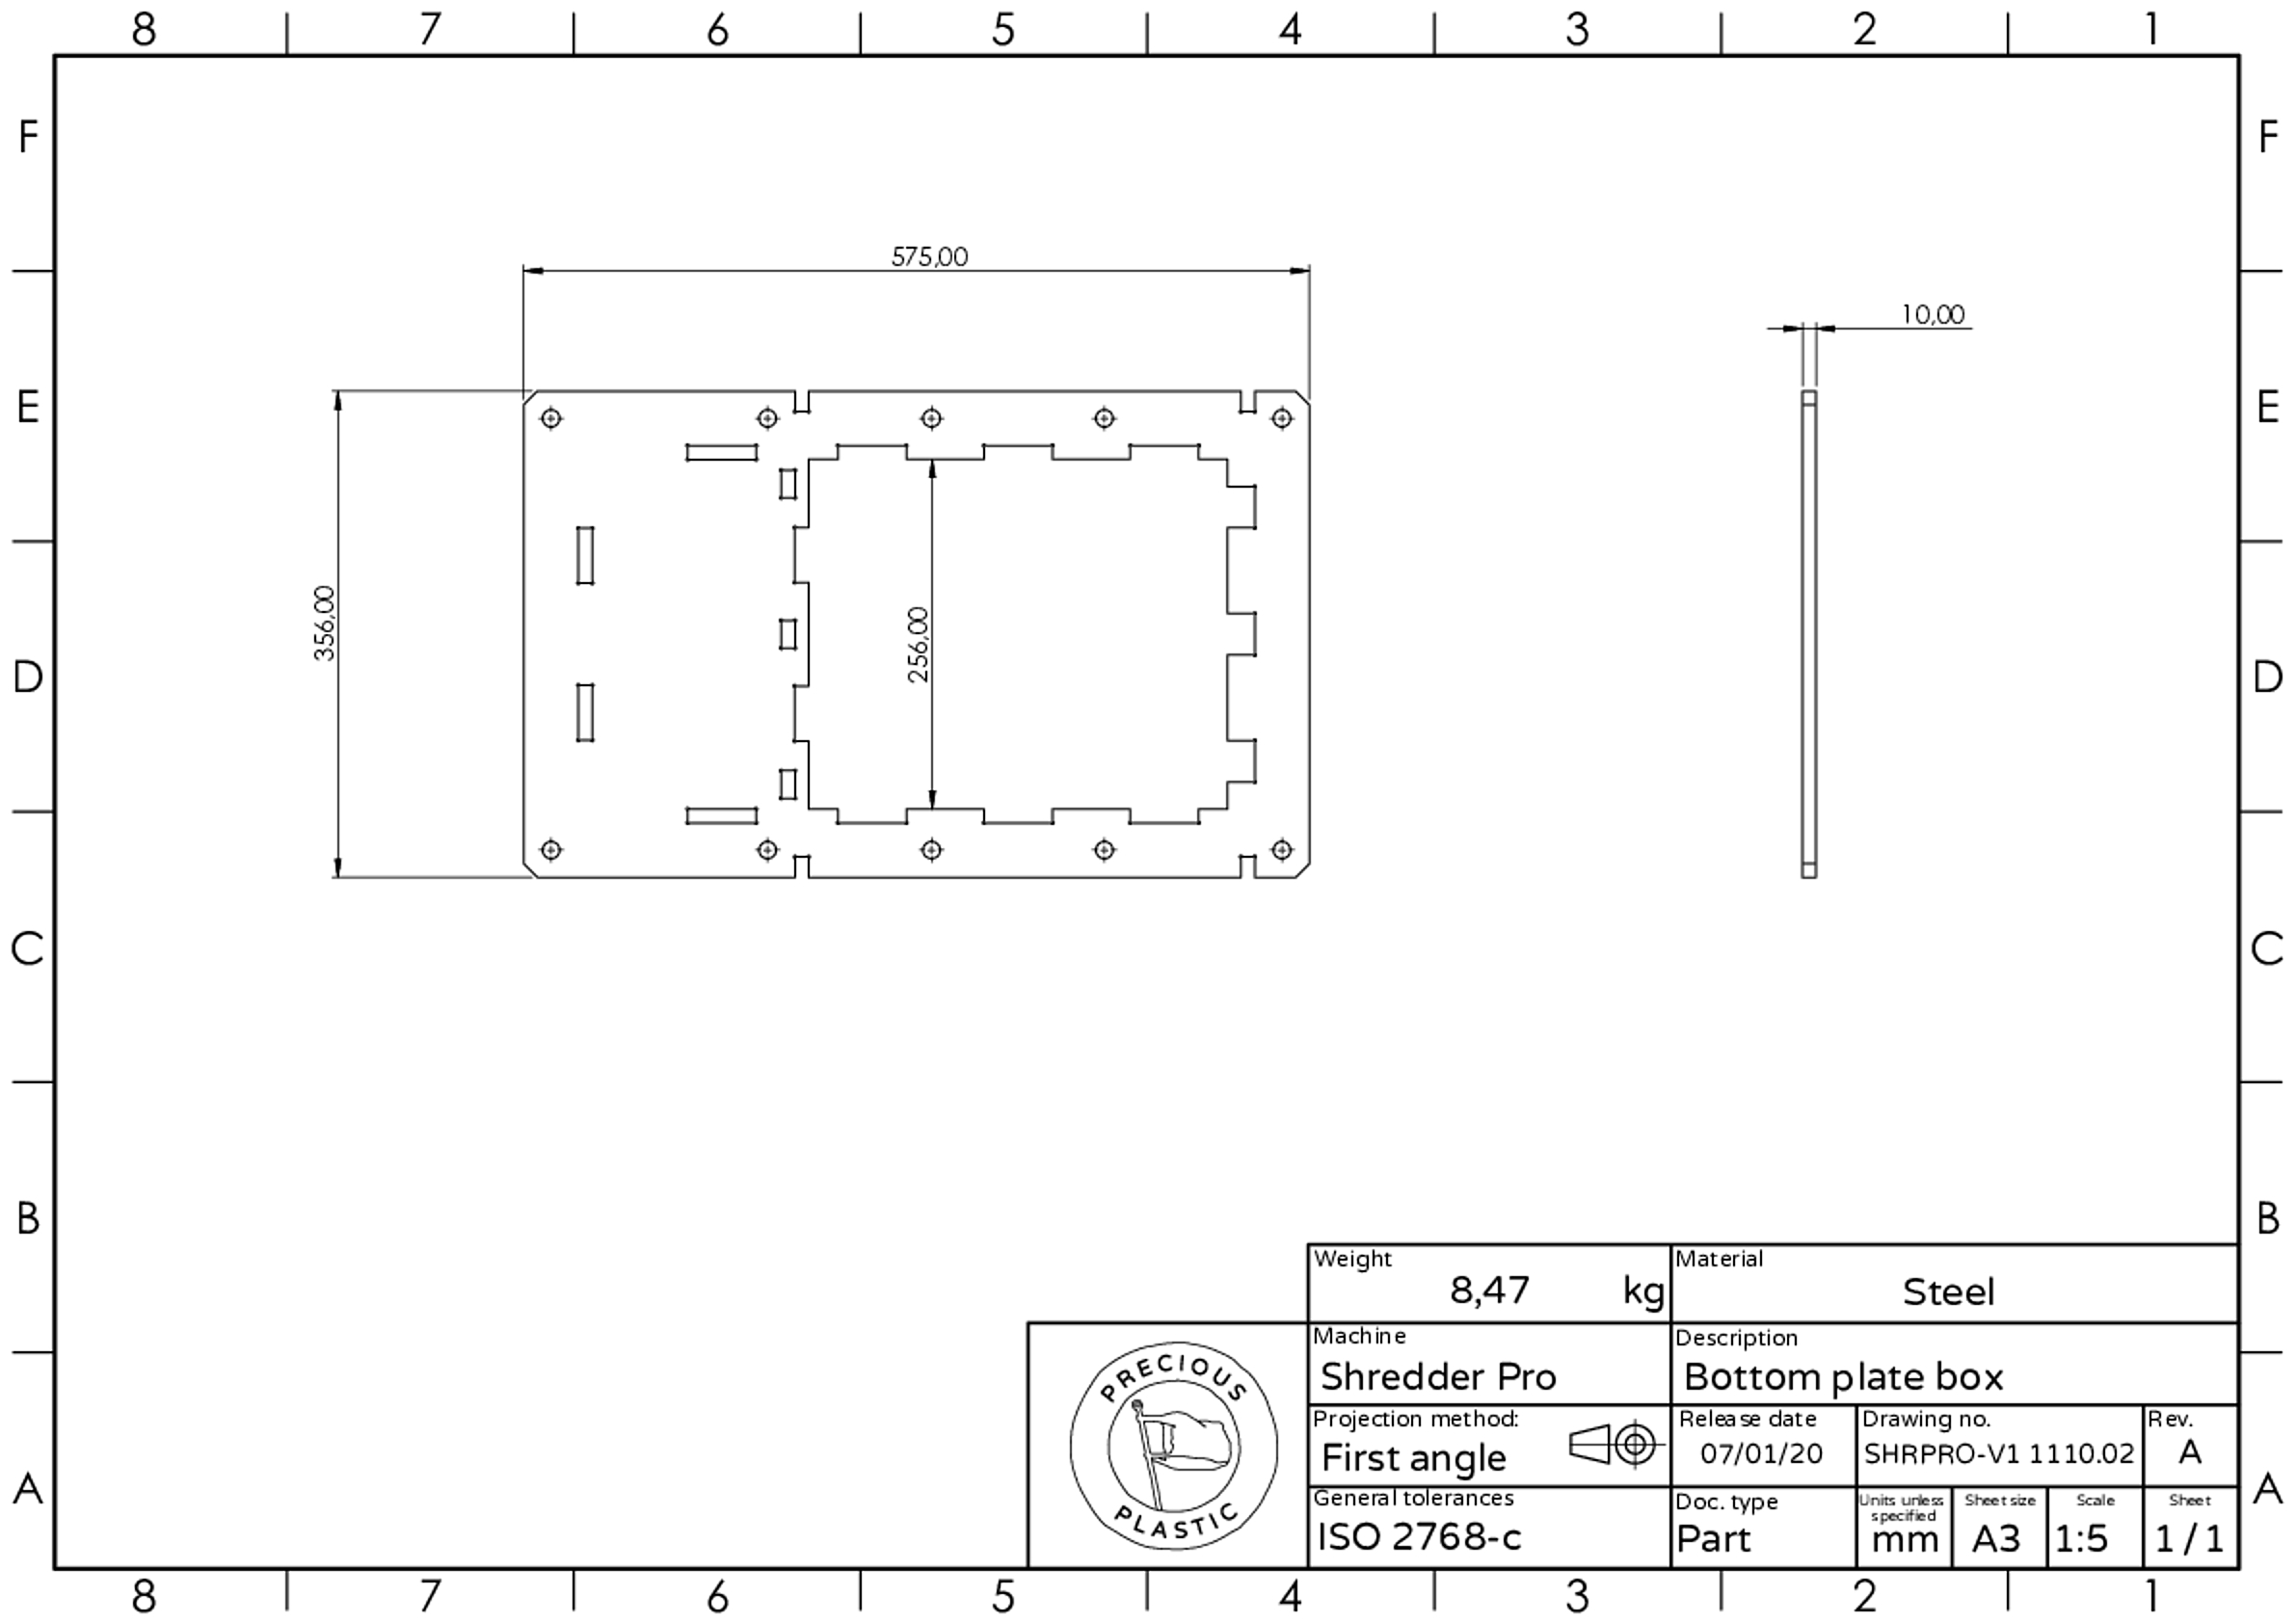 8 7 6 5 4 3 2 1
F F
575,00
10,00
E E
356,00
256,00
D D
C C
B B
Weight Material
8,47 kg Steel
Machine Description
Shredder Pro Bottom plate box
PRECIOUS
PLASTIC
Projection method: Release date Drawing no. Rev.
First angle 07/01/20 SHRPRO-V1 1110.02 A
A A
General tolerances Doc. type Units unless specified Sheet size Scale Sheet
ISO 2768-c Part mm A3 1:5 1 / 1
8 7 6 5 4 3 2 1